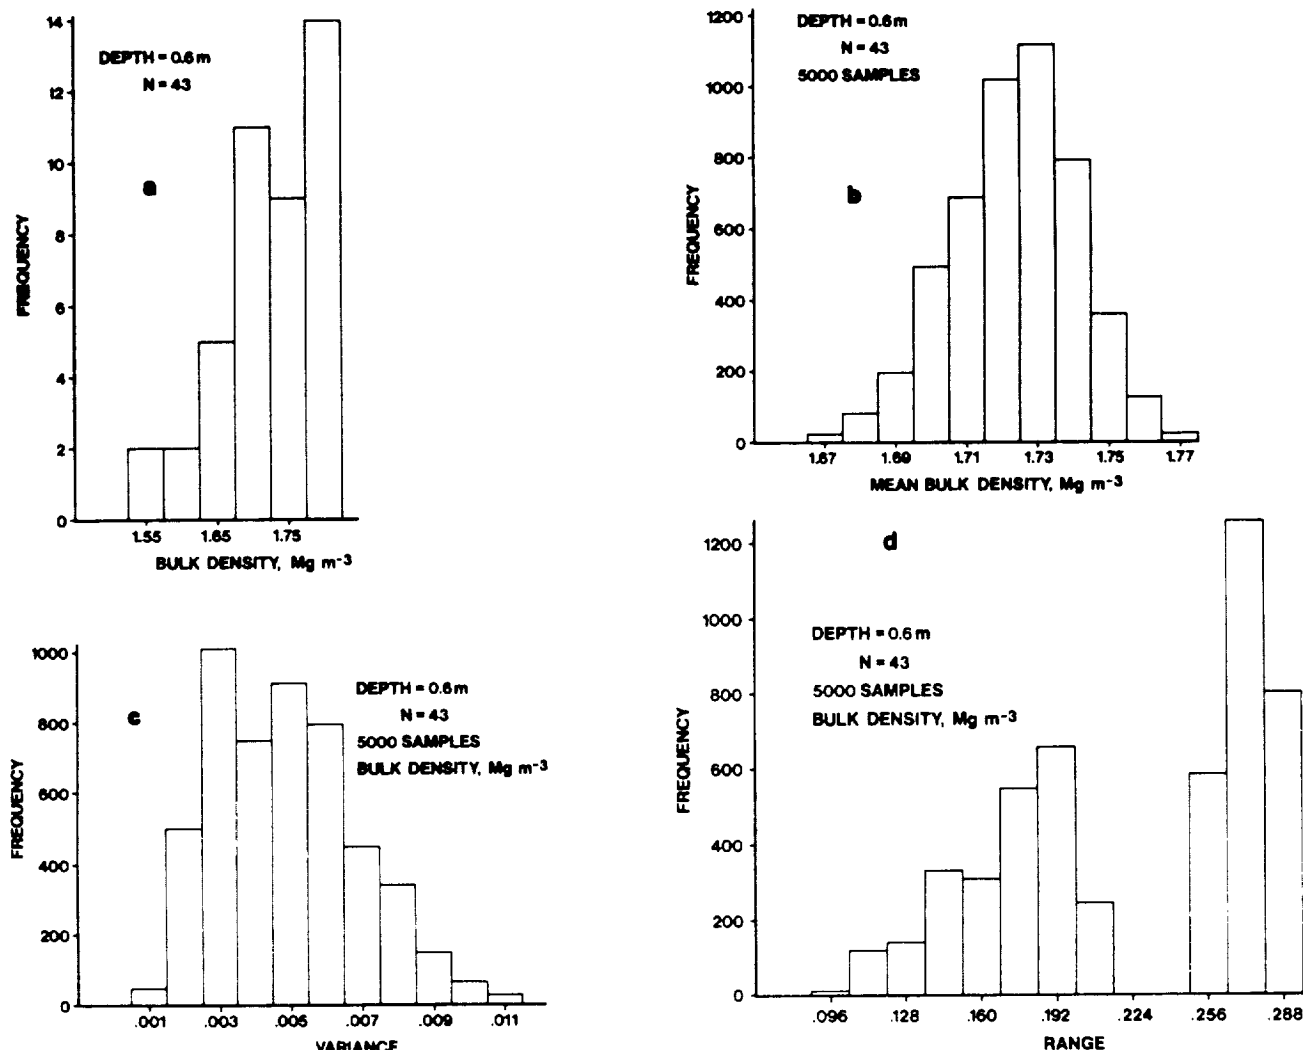 14
12
10
8
6
4
2
0
FREQUENCY
DEPTH = 0.6 m
N = 43
a
1.55 1.65 1.75
BULK DENSITY, Mg m-3
1200
1000
800
600
400
200
0
FREQUENCY
DEPTH = 0.6 m
N = 43
5000 SAMPLES
b
1.67 1.69 1.71 1.73 1.75 1.77
MEAN BULK DENSITY, Mg m-3
1000
800
600
400
200
0
FREQUENCY
c
DEPTH = 0.6 m
N = 43
5000 SAMPLES
BULK DENSITY, Mg m-3
.001 .003 .005 .007 .009 .011
VARIANCE
1200
1000
800
600
400
200
0
FREQUENCY
d
DEPTH = 0.6 m
N = 43
5000 SAMPLES
BULK DENSITY, Mg m-3
.096 .128 .160 .192 .224 .256 .288
RANGE